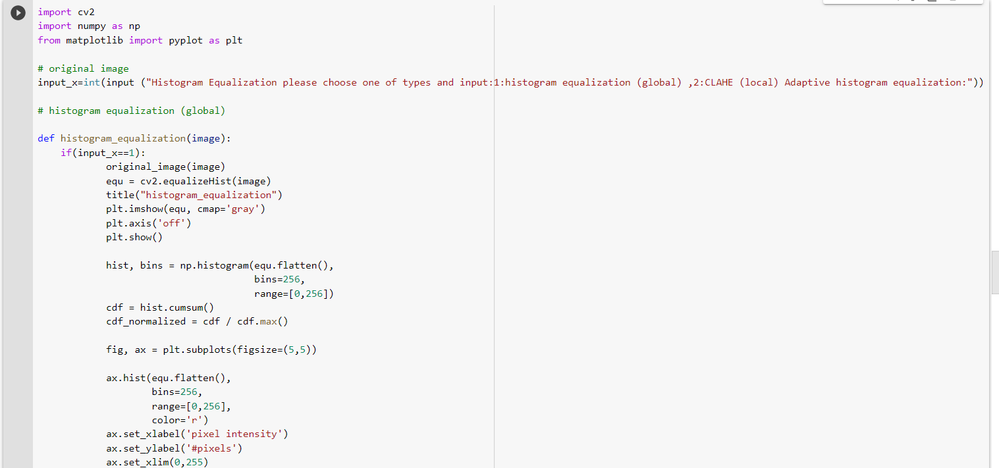 import cv2
import numpy as np
from matplotlib import pyplot as plt
# original image
input_x=int(input ("Histogram Equalization please choose one of types and input:1:histogram equalization (global) ,2:CLAHE (local) Adaptive histogram equalization:"))
# histogram equalization (global)
def histogram_equalization(image):
    if(input_x==1):
            original_image(image)
            equ = cv2.equalizeHist(image)
            title("histogram_equalization")
            plt.imshow(equ, cmap='gray')
            plt.axis('off')
            plt.show()
            hist, bins = np.histogram(equ.flatten(),
                                      bins=256,
                                      range=[0,256])
            cdf = hist.cumsum()
            cdf_normalized = cdf / cdf.max()
            fig, ax = plt.subplots(figsize=(5,5))
            ax.hist(equ.flatten(),
                    bins=256,
                    range=[0,256],
                    color='r')
            ax.set_xlabel('pixel intensity')
            ax.set_ylabel('#pixels')
            ax.set_xlim(0,255)